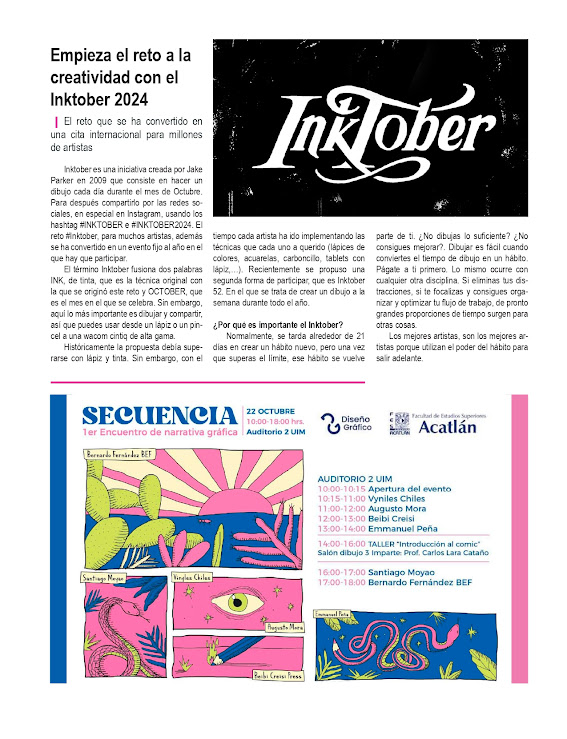 Empieza el reto a la
creatividad con el
Inktober 2024
El reto que se ha convertido en
una cita internacional para millones
de artistas
Inktober es una iniciativa creada por Jake
Parker en 2009 que consiste en hacer un
dibujo cada día durante el mes de Octubre.
Para después compartirlo por las redes so-
ciales, en especial en Instagram, usando los
hashtag #INKTOBER e #INKTOBER2024. El
reto #Inktober, para muchos artistas, además
se ha convertido en un evento fijo al año en el
que hay que participar.
El término Inktober fusiona dos palabras
INK, de tinta, que es la técnica original con
la que se originó este reto y OCTOBER, que
es el mes en el que se celebra. Sin embargo,
aquí lo más importante es dibujar y compartir,
así que puedes usar desde un lápiz o un pin-
cel a una wacom cintiq de alta gama.
Históricamente la propuesta debía supe-
rarse con lápiz y tinta. Sin embargo, con el
InkTober
tiempo cada artista ha ido implementando las
técnicas que cada uno a querido (lápices de
colores, acuarelas, carboncillo, tablets con
lápiz,…). Recientemente se propuso una
segunda forma de participar, que es Inktober
52. En el que se trata de crear un dibujo a la
semana durante todo el año.
¿Por qué es importante el Inktober?
Normalmente, se tarda alrededor de 21
días en crear un hábito nuevo, pero una vez
que superas el límite, ese hábito se vuelve
parte de ti. ¿No dibujas lo suficiente? ¿No
consigues mejorar?. Dibujar es fácil cuando
conviertes el tiempo de dibujo en un hábito.
Págate a ti primero. Lo mismo ocurre con
cualquier otra disciplina. Si eliminas tus dis-
tracciones, si te focalizas y consigues orga-
nizar y optimizar tu flujo de trabajo, de pronto
grandes proporciones de tiempo surgen para
otras cosas.
Los mejores artistas, son los mejores ar-
tistas porque utilizan el poder del hábito para
salir adelante.
SECUENCIA
1er Encuentro de narrativa gráfica
22 OCTUBRE
10:00-18:00 hrs.
Auditorio 2 UIM
Diseño
Gráfico
FES
ACATLÁN
Facultad de Estudios Superiores
Acatlán
Bernardo Fernández BEF
Santiago Moyao
Vinyles Chiles
Augusto Mora
Beibi Creisi Press
AUDITORIO 2 UIM
10:00-10:15 Apertura del evento
10:15-11:00 Vyniles Chiles
11:00-12:00 Augusto Mora
12:00-13:00 Beibi Creisi
13:00-14:00 Emmanuel Peña
14:00-16:00 TALLER "Introducción al comic"
Salón dibujo 3 Imparte: Prof. Carlos Lara Cataño
16:00-17:00 Santiago Moyao
17:00-18:00 Bernardo Fernández BEF
Emmanuel Peña